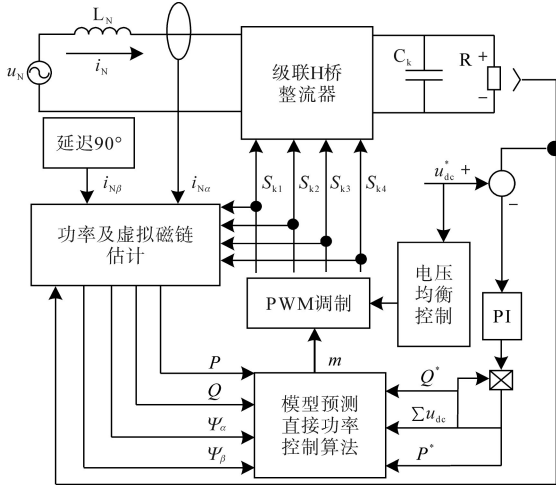 L_N
i_N
u_N
级联H桥
整流器
C_k
R
+
−
延迟90°
i_Nβ
i_Nα
S_k1
S_k2
S_k3
S_k4
u*_dc +
−
功率及虚拟磁链
估计
电压
均衡
控制
PI
PWM调制
m
P
Q
Ψ_α
Ψ_β
模型预测
直接功率
控制算法
Q*
∑u_dc
P*